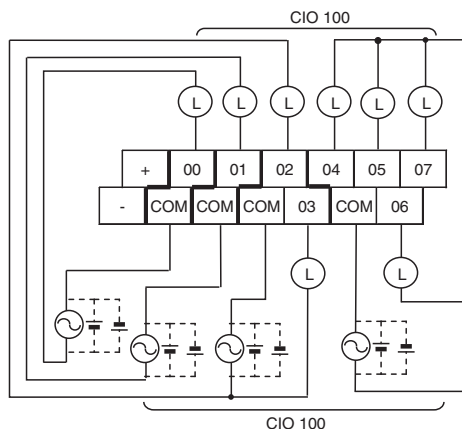 CIO 100
L L L L L L
+ 00 01 02 04 05 07
- COM COM COM 03 COM 06
L L
CIO 100